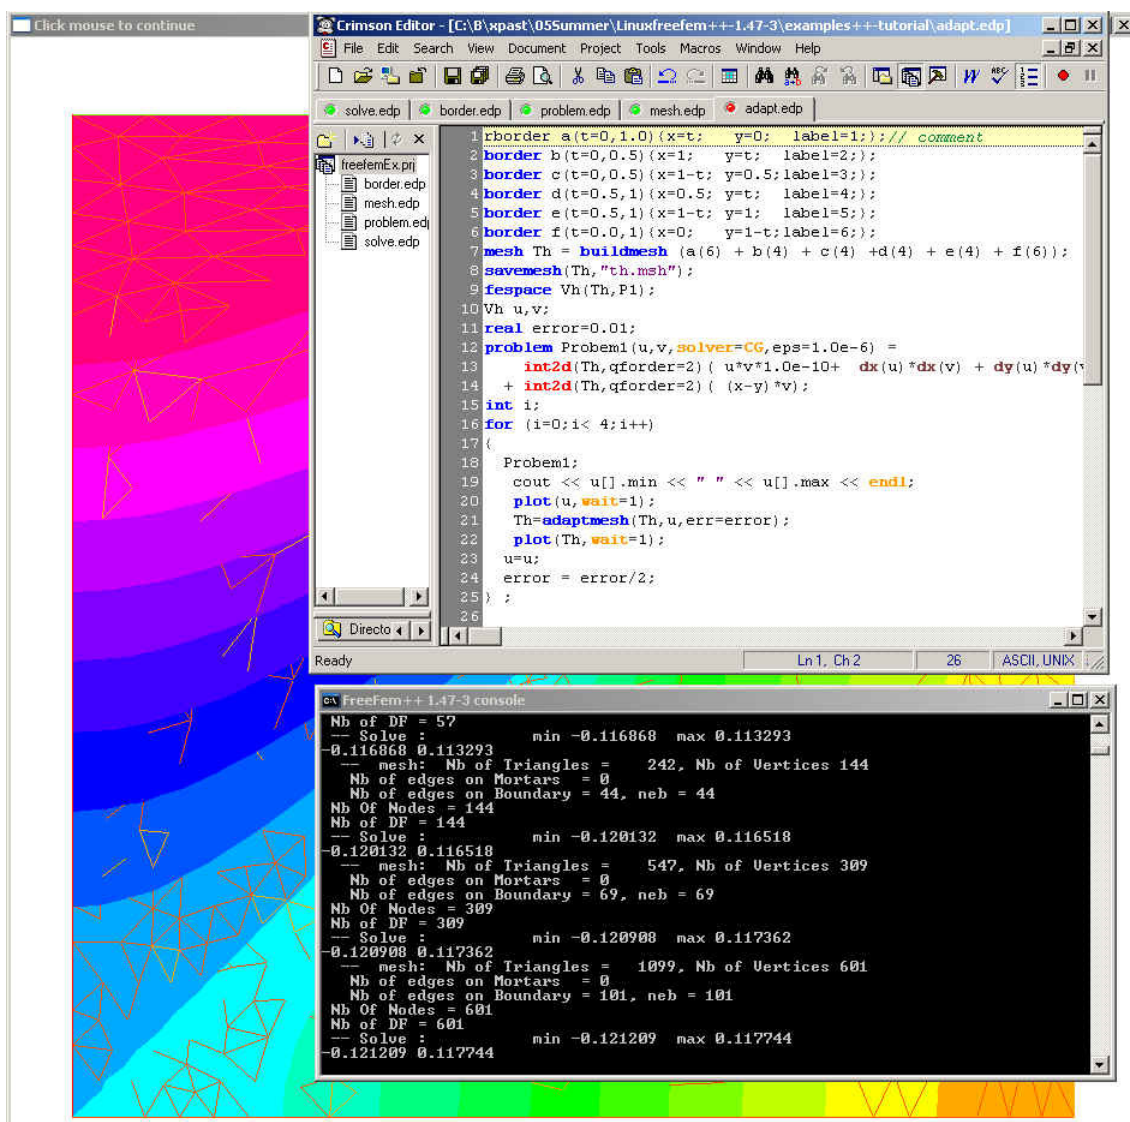 Click mouse to continue
Crimson Editor - [C:\B\xpast\05Summer\Linuxfreefem++-1.47-3\examples++-tutorial\adapt.edp]
File Edit Search View Document Project Tools Macros Window Help
solve.edp border.edp problem.edp mesh.edp adapt.edp
freefemEx.prj
border.edp
mesh.edp
problem.edp
solve.edp
Directo
1 rborder a(t=0,1.0){x=t; y=0; label=1;};// comment
2 border b(t=0,0.5){x=1; y=t; label=2;};
3 border c(t=0,0.5){x=1-t; y=0.5;label=3;};
4 border d(t=0.5,1){x=0.5; y=t; label=4;};
5 border e(t=0.5,1){x=1-t; y=1; label=5;};
6 border f(t=0.0,1){x=0; y=1-t;label=6;};
7 mesh Th = buildmesh (a(6) + b(4) + c(4) +d(4) + e(4) + f(6));
8 savemesh(Th,"th.msh");
9 fespace Vh(Th,P1);
10 Vh u,v;
11 real error=0.01;
12 problem Probem1(u,v,solver=CG,eps=1.0e-6) =
13 int2d(Th,qforder=2)( u*v*1.0e-10+ dx(u)*dx(v) + dy(u)*dy(v
14 + int2d(Th,qforder=2)( (x-y)*v);
15 int i;
16 for (i=0;i< 4;i++)
17 {
18 Probem1;
19 cout << u[].min << " " << u[].max << endl;
20 plot(u,wait=1);
21 Th=adaptmesh(Th,u,err=error);
22 plot(Th,wait=1);
23 u=u;
24 error = error/2;
25 } ;
26
Ready Ln 1, Ch 2 26 ASCII, UNIX
FreeFem++ 1.47-3 console
Nb of DF = 57
-- Solve : min -0.116868 max 0.113293
-0.116868 0.113293
-- mesh: Nb of Triangles = 242, Nb of Vertices 144
Nb of edges on Mortars = 0
Nb of edges on Boundary = 44, neb = 44
Nb Of Nodes = 144
Nb of DF = 144
-- Solve : min -0.120132 max 0.116518
-0.120132 0.116518
-- mesh: Nb of Triangles = 547, Nb of Vertices 309
Nb of edges on Mortars = 0
Nb of edges on Boundary = 69, neb = 69
Nb Of Nodes = 309
Nb of DF = 309
-- Solve : min -0.120908 max 0.117362
-0.120908 0.117362
-- mesh: Nb of Triangles = 1099, Nb of Vertices 601
Nb of edges on Mortars = 0
Nb of edges on Boundary = 101, neb = 101
Nb Of Nodes = 601
Nb of DF = 601
-- Solve : min -0.121209 max 0.117744
-0.121209 0.117744